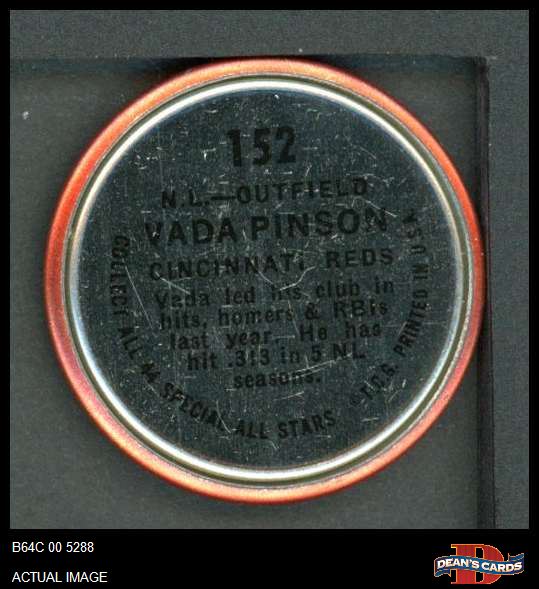 152
N.L.—OUTFIELD
VADA PINSON
CINCINNATI REDS
Vada led his club in
hits, homers & RBIs
last year. He has
hit .313 in 5 NL
seasons.
COLLECT ALL 44 SPECIAL ALL STARS
© T.C.G. PRINTED IN U.S.A.
B64C 00 5288
ACTUAL IMAGE
D
DEAN'S CARDS